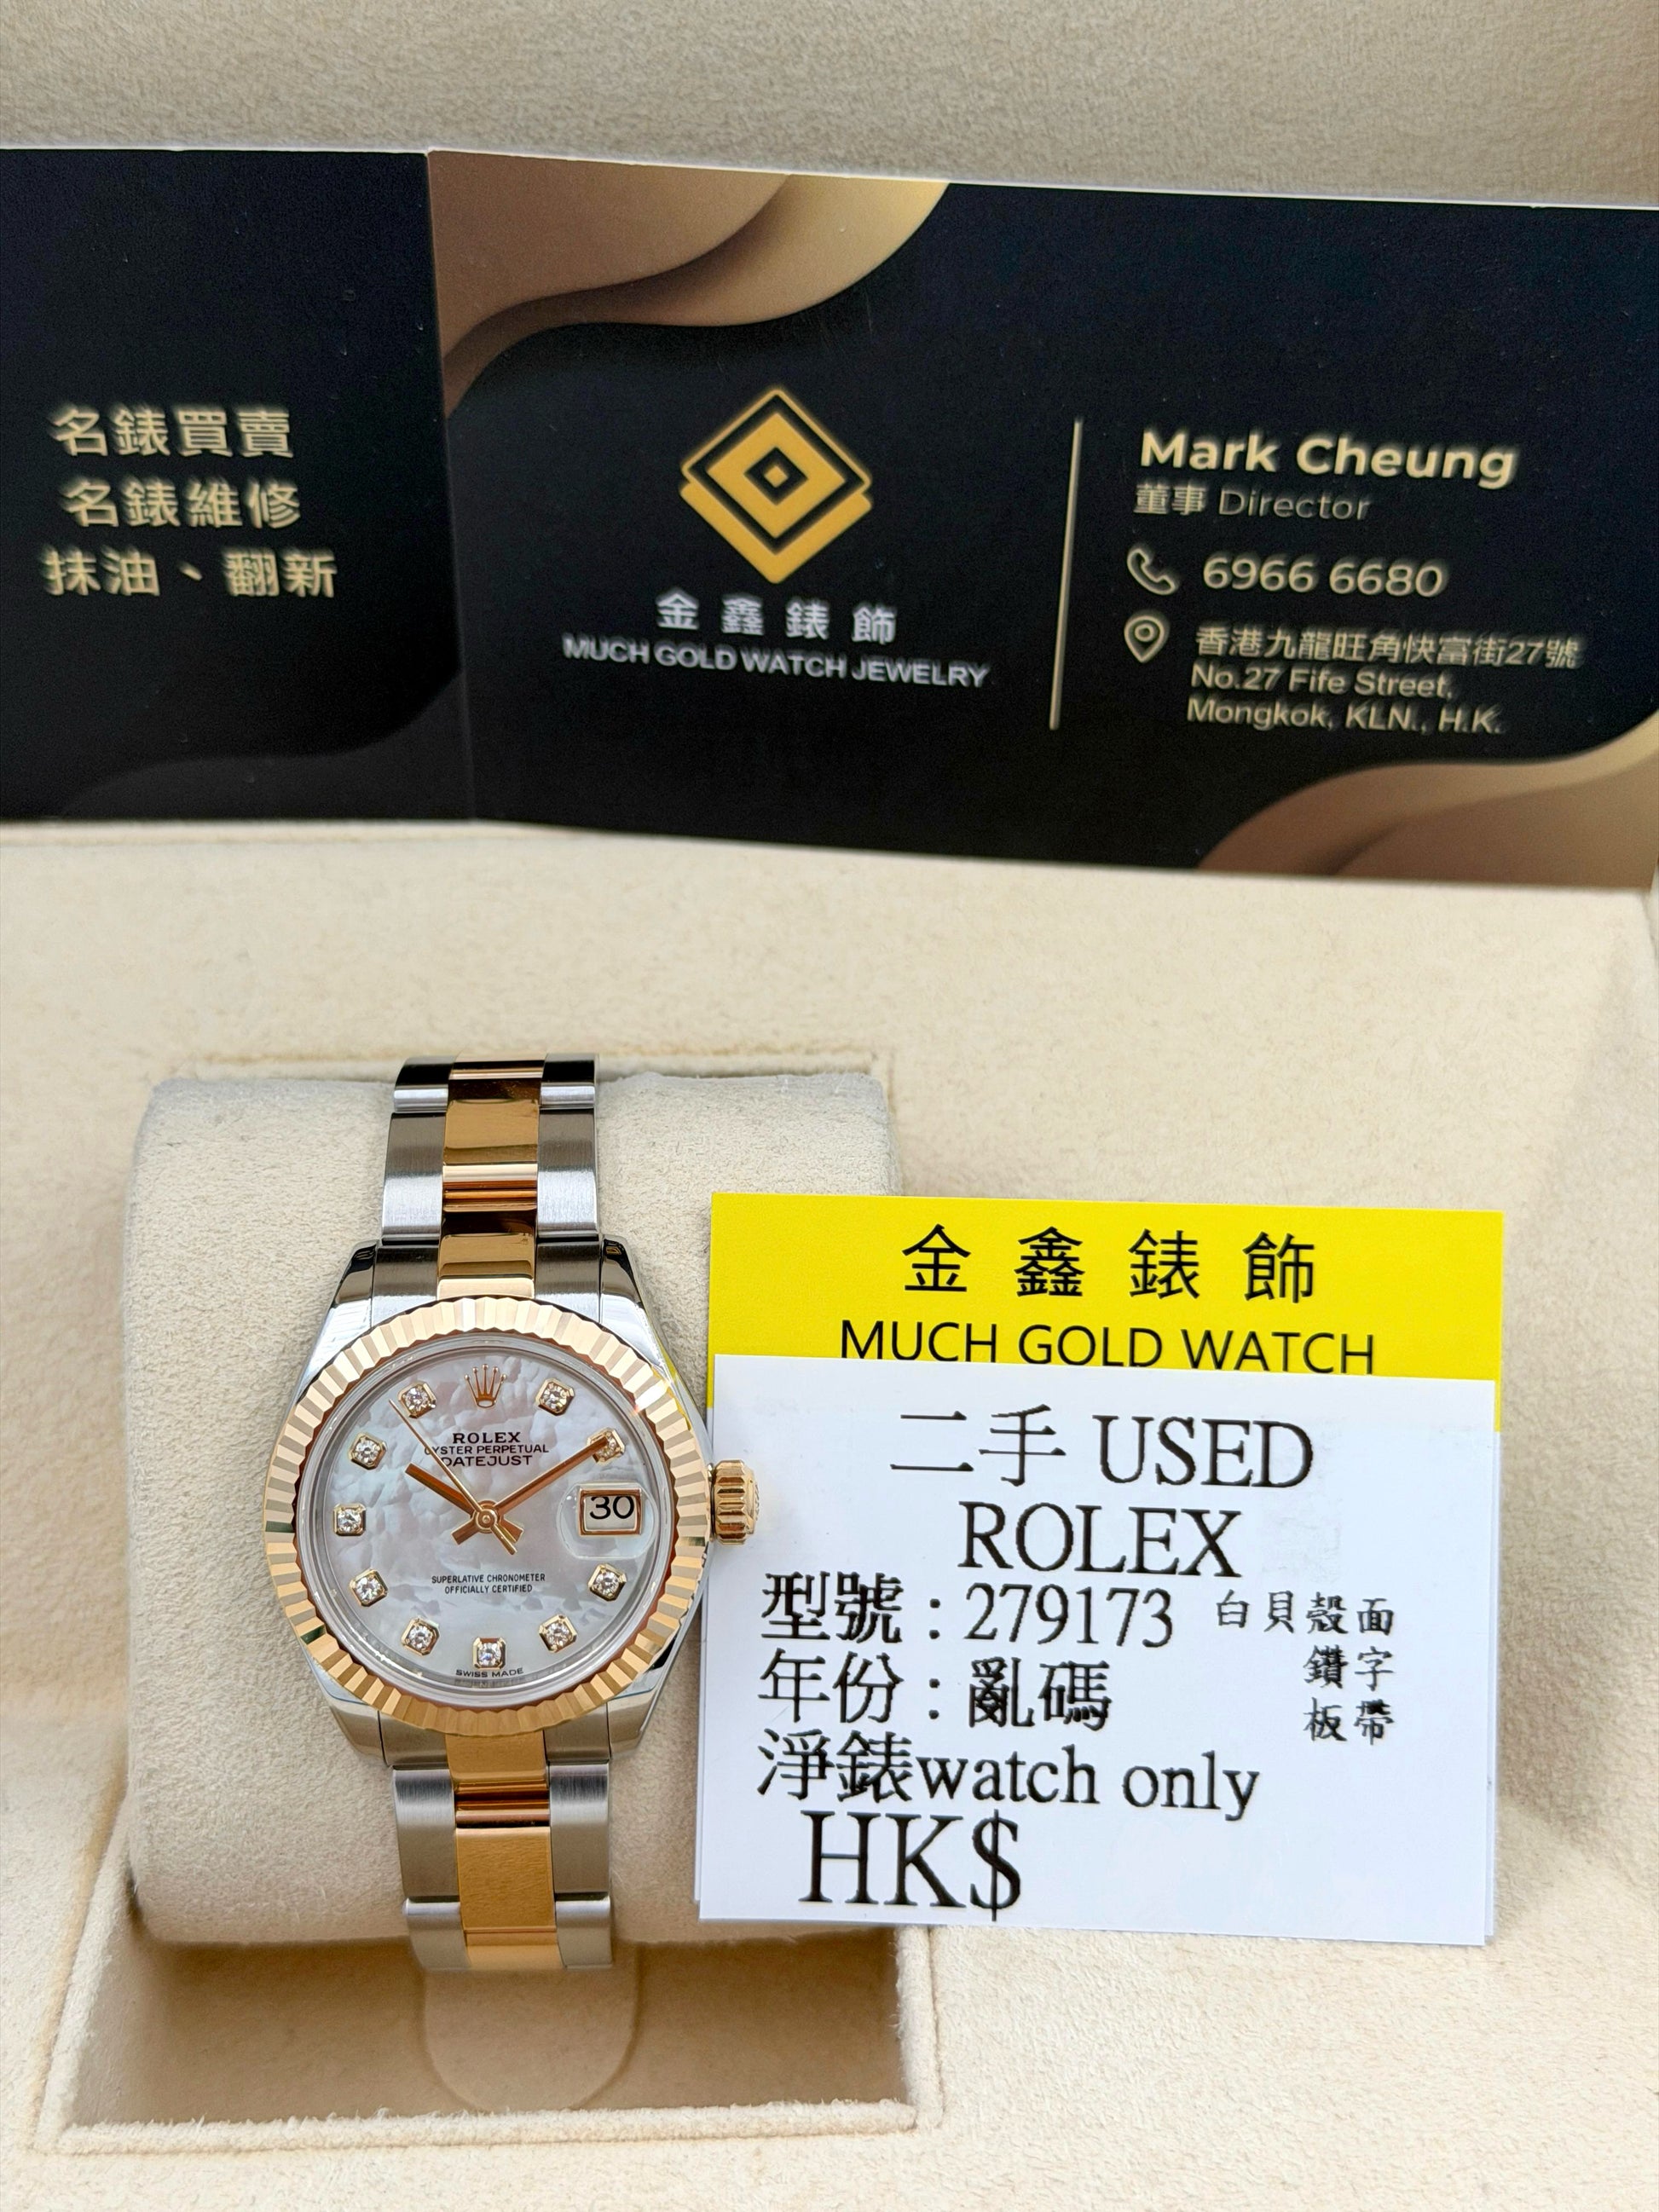 名錶買賣
名錶維修
抹油、翻新
金鑫錶飾
MUCH GOLD WATCH JEWELRY
Mark Cheung
董事 Director
6966 6680
香港九龍旺角快富街27號
No.27 Fife Street,
Mongkok, KLN., H.K.
ROLEX
OYSTER PERPETUAL
DATEJUST
30
SUPERLATIVE CHRONOMETER
OFFICIALLY CERTIFIED
SWISS MADE
金鑫錶飾
MUCH GOLD WATCH
二手 USED
ROLEX
型號：279173 白貝殼面
鑽字
年份：亂碼
板帶
淨錶watch only
HK$